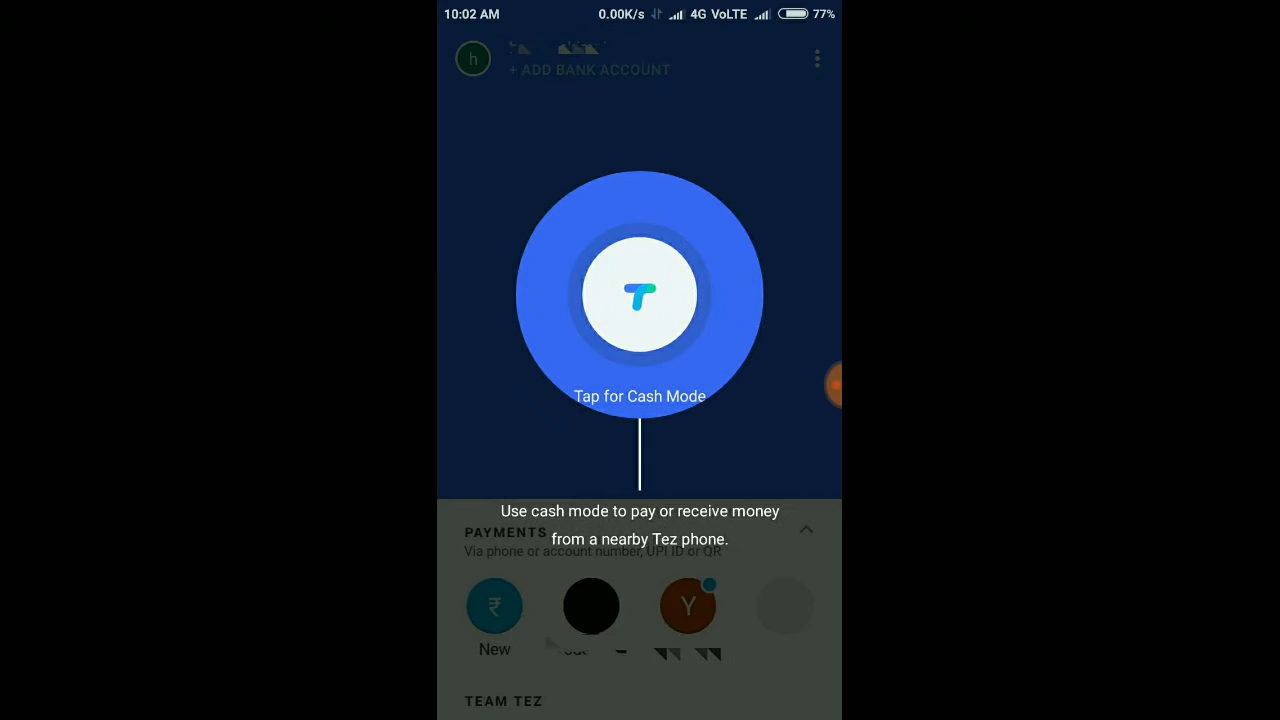 10:02 AM 0.00K/s 4G VoLTE 77%
h
+ ADD BANK ACCOUNT
Tap for Cash Mode
Use cash mode to pay or receive money
from a nearby Tez phone.
PAYMENTS
Via phone or account number, UPI ID or QR
₹ Y
New
TEAM TEZ